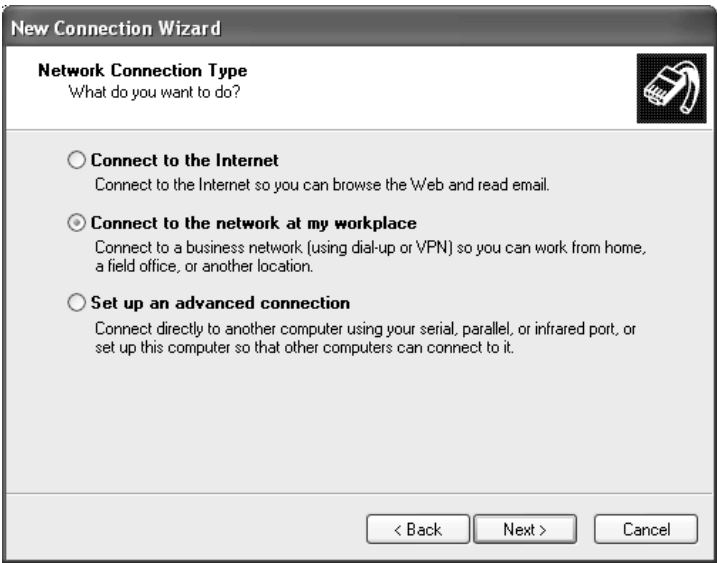 New Connection Wizard
Network Connection Type
What do you want to do?
Connect to the Internet
Connect to the Internet so you can browse the Web and read email.
Connect to the network at my workplace
Connect to a business network (using dial-up or VPN) so you can work from home,
a field office, or another location.
Set up an advanced connection
Connect directly to another computer using your serial, parallel, or infrared port, or
set up this computer so that other computers can connect to it.
< Back Next > Cancel